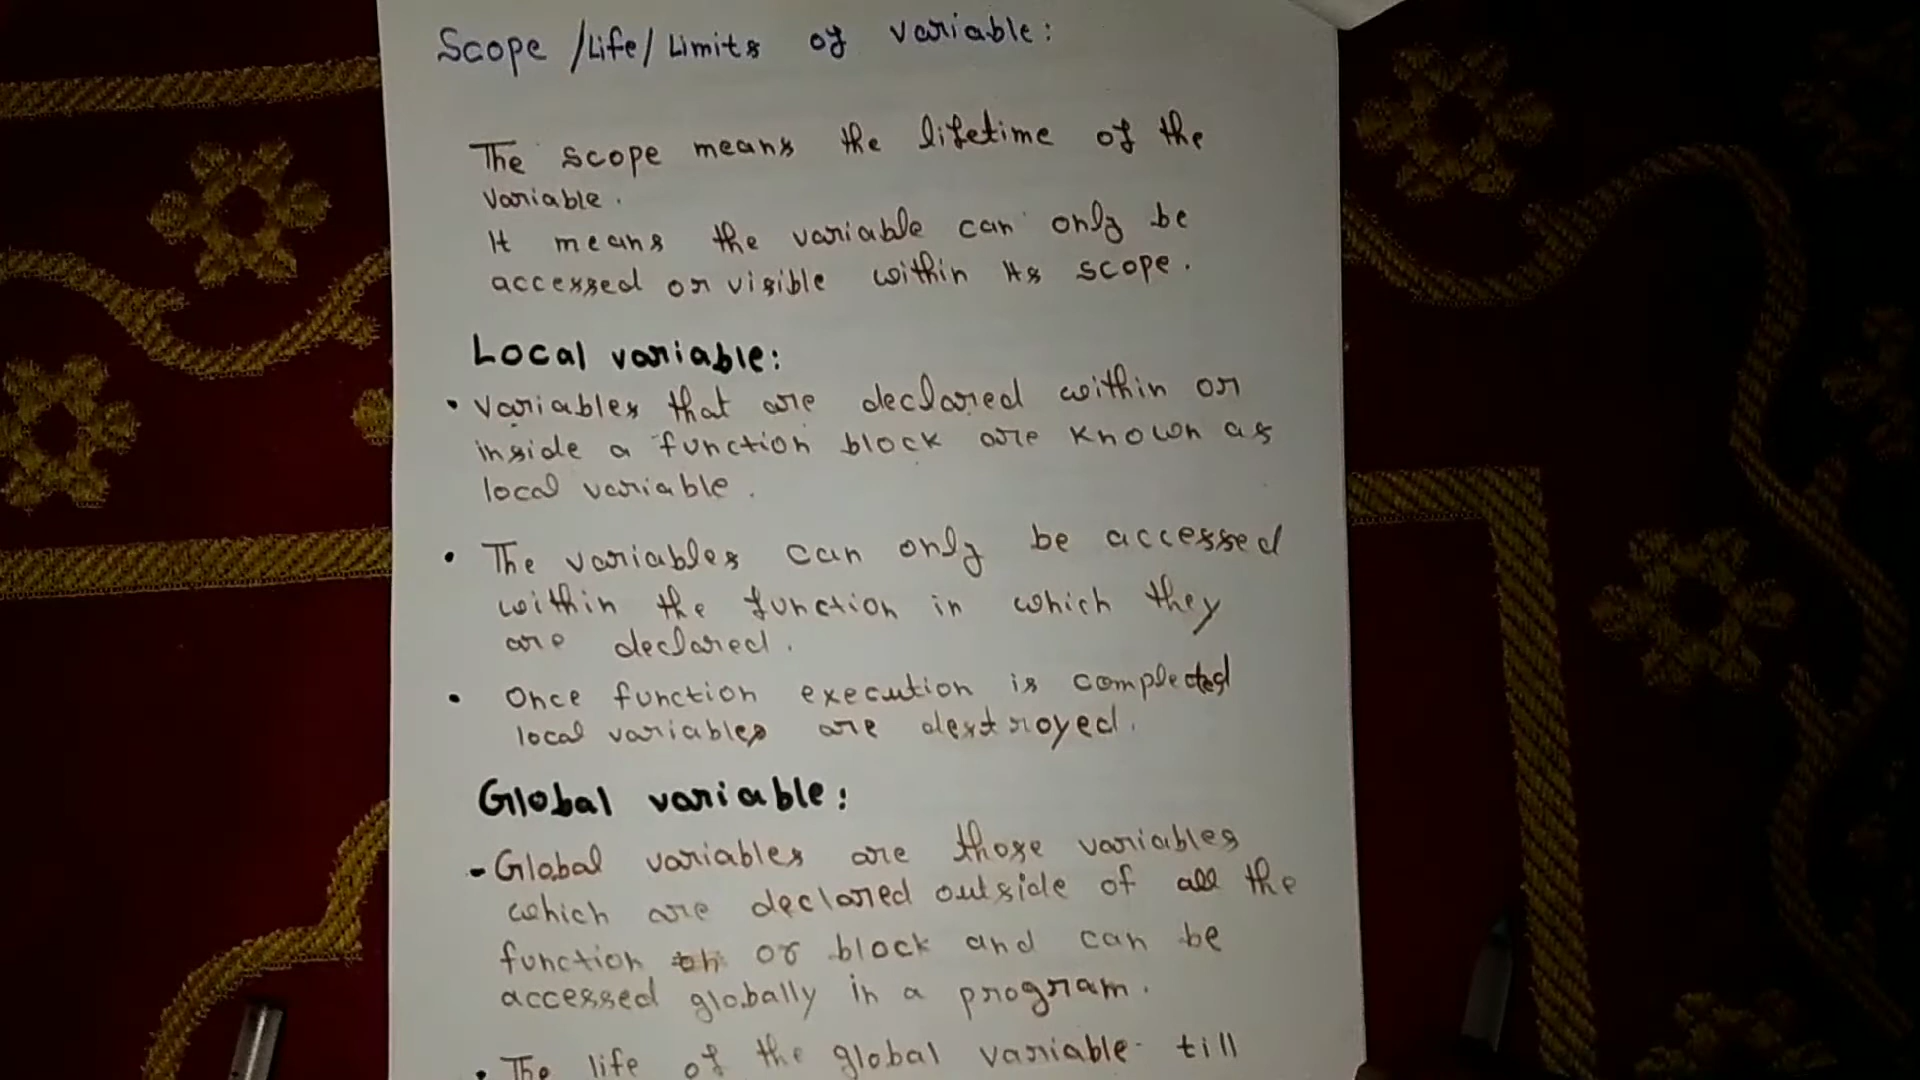 Scope /Life/ Limits of variable:
The scope means the lifetime of the
variable.
It means the variable can only be
accessed or visible within its scope.
Local variable:
• Variables that are declared within or
inside a function block are known as
local variable.
• The variables can only be accessed
within the function in which they
are declared.
• Once function execution is completed
local variables are destroyed.
Global variable:
- Global variables are those variables
which are declared outside of all the
function or block and can be
accessed globally in a program.
• The life of the global variable till